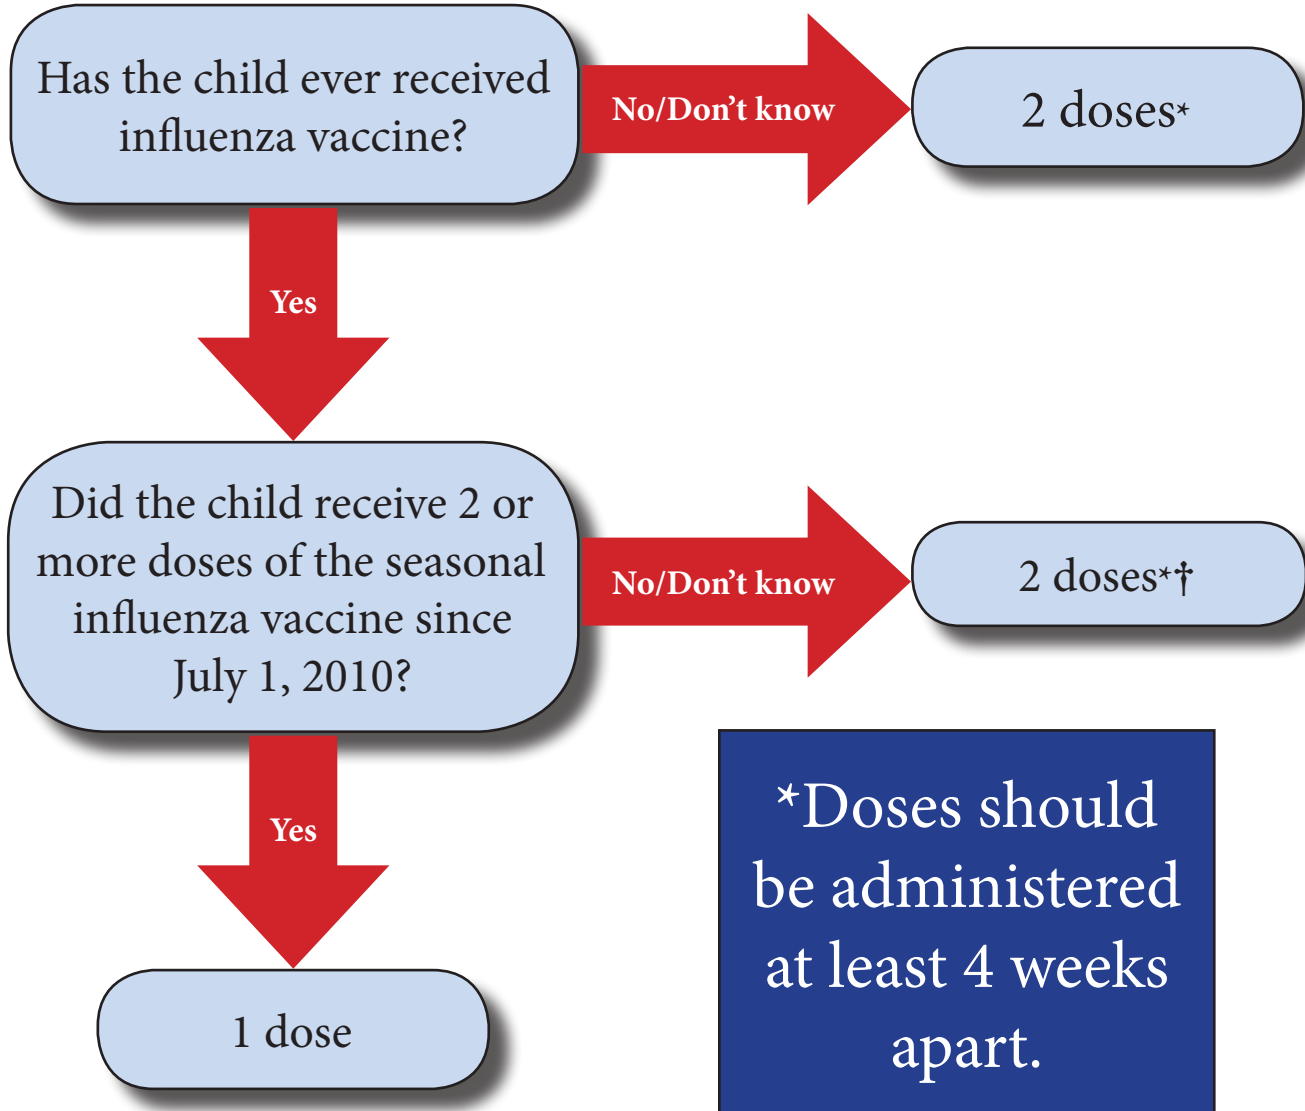 Has the child ever received
influenza vaccine?
No/Don't know
2 doses*
Yes
Did the child receive 2 or
more doses of the seasonal
influenza vaccine since
July 1, 2010?
No/Don't know
2 doses*†
Yes
1 dose
*Doses should
be administered
at least 4 weeks
apart.